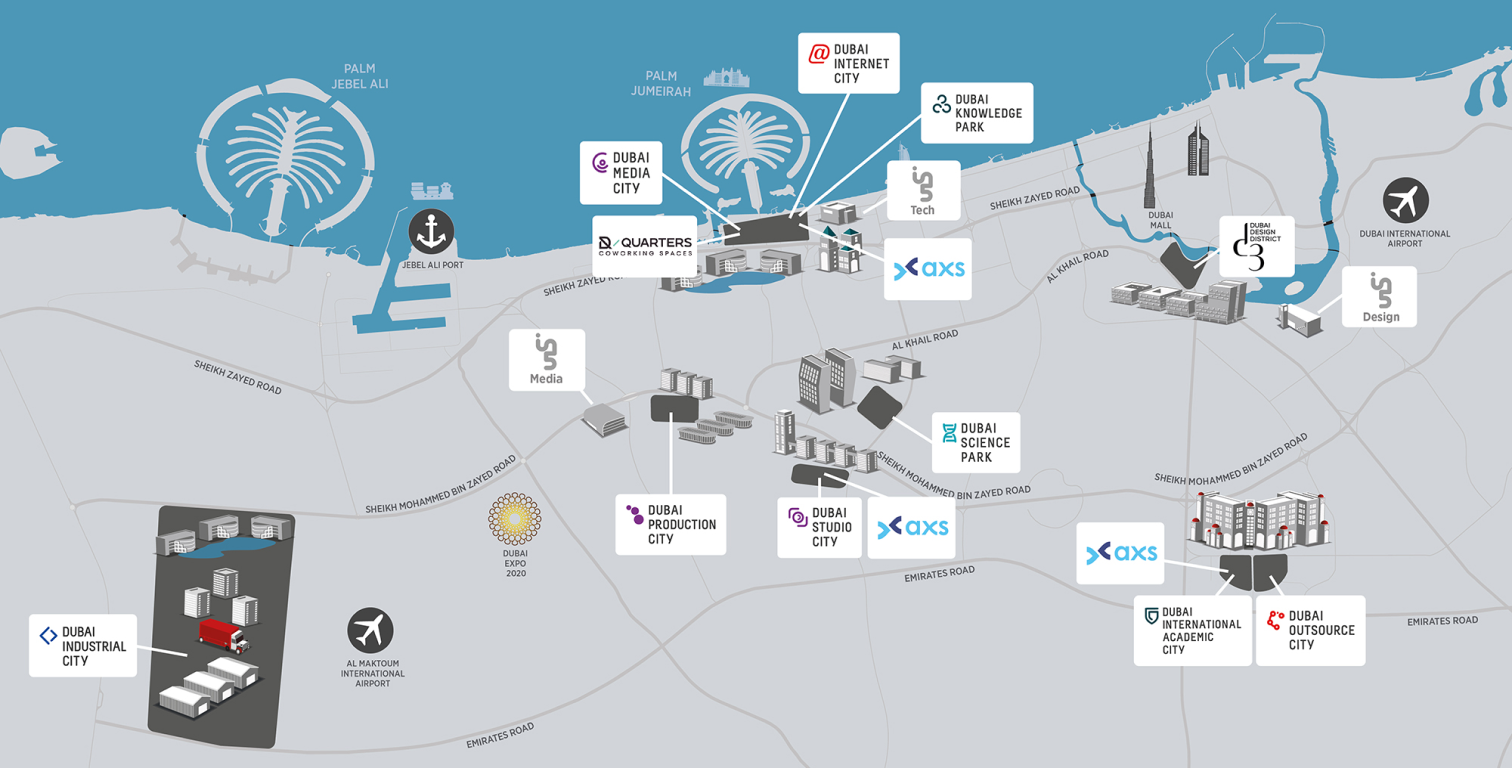 PALM
JEBEL ALI
PALM
JUMEIRAH
@ DUBAI
INTERNET
CITY
DUBAI
KNOWLEDGE
PARK
DUBAI
MEDIA
CITY
in5
Tech
SHEIKH ZAYED ROAD
DUBAI
MALL
DUBAI INTERNATIONAL
AIRPORT
JEBEL ALI PORT
D/QUARTERS
COWORKING SPACES
SHEIKH ZAYED RO
axs
AL KHAIL ROAD
d3
DUBAI
DESIGN
DISTRICT
in5
Design
SHEIKH ZAYED ROAD
in5
Media
AL KHAIL ROAD
DUBAI
SCIENCE
PARK
SHEIKH MOHAMMED BIN ZAYED ROAD
SHEIKH MOHAMMED BIN ZAYED ROAD
SHEIKH MOHAMMED BIN ZAYED ROAD
DUBAI
EXPO
2020
DUBAI
PRODUCTION
CITY
DUBAI
STUDIO
CITY
axs
axs
EMIRATES ROAD
DUBAI
INTERNATIONAL
ACADEMIC
CITY
DUBAI
OUTSOURCE
CITY
EMIRATES ROAD
DUBAI
INDUSTRIAL
CITY
AL MAKTOUM
INTERNATIONAL
AIRPORT
EMIRATES ROAD